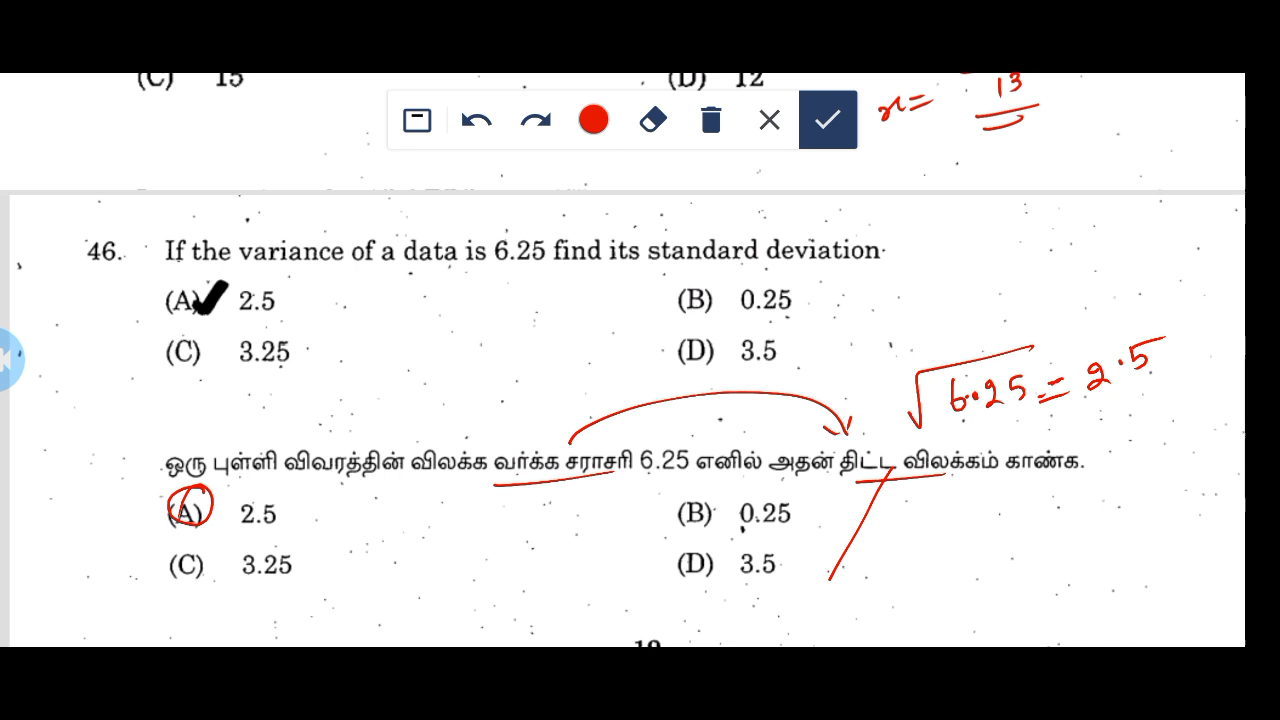 (C) 15 (D) 12
x= 13
46. If the variance of a data is 6.25 find its standard deviation
(A) 2.5 (B) 0.25
(C) 3.25 (D) 3.5
√6.25 = 2.5
ஒரு புள்ளி விவரத்தின் விலக்க வர்க்க சராசரி 6.25 எனில் அதன் திட்ட விலக்கம் காண்க.
(A) 2.5 (B) 0.25
(C) 3.25 (D) 3.5